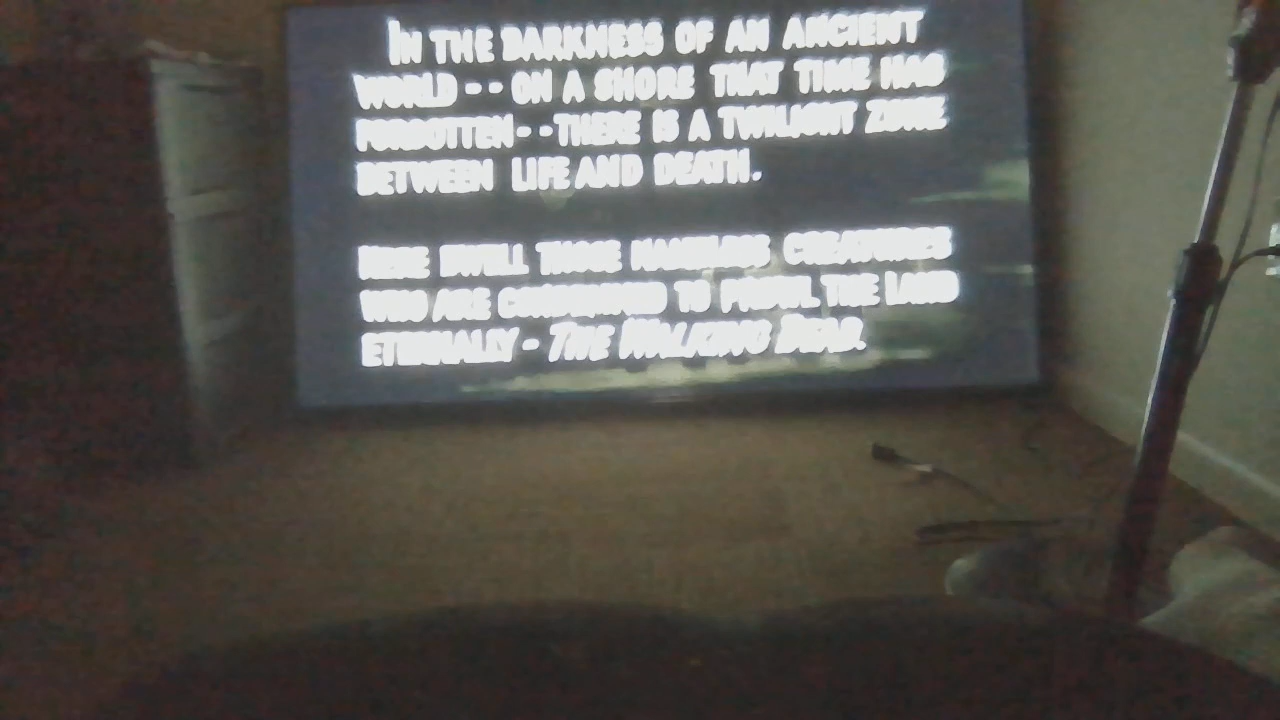 IN THE DARKNESS OF AN ANCIENT
WORLD -- ON A SHORE THAT TIME HAS
FORGOTTEN -- THERE IS A TWILIGHT ZONE
BETWEEN LIFE AND DEATH.
HERE DWELL THOSE NAMELESS CREATURES
WHO ARE CONDEMNED TO PROWL THE LAND
ETERNALLY - THE WALKING DEAD.